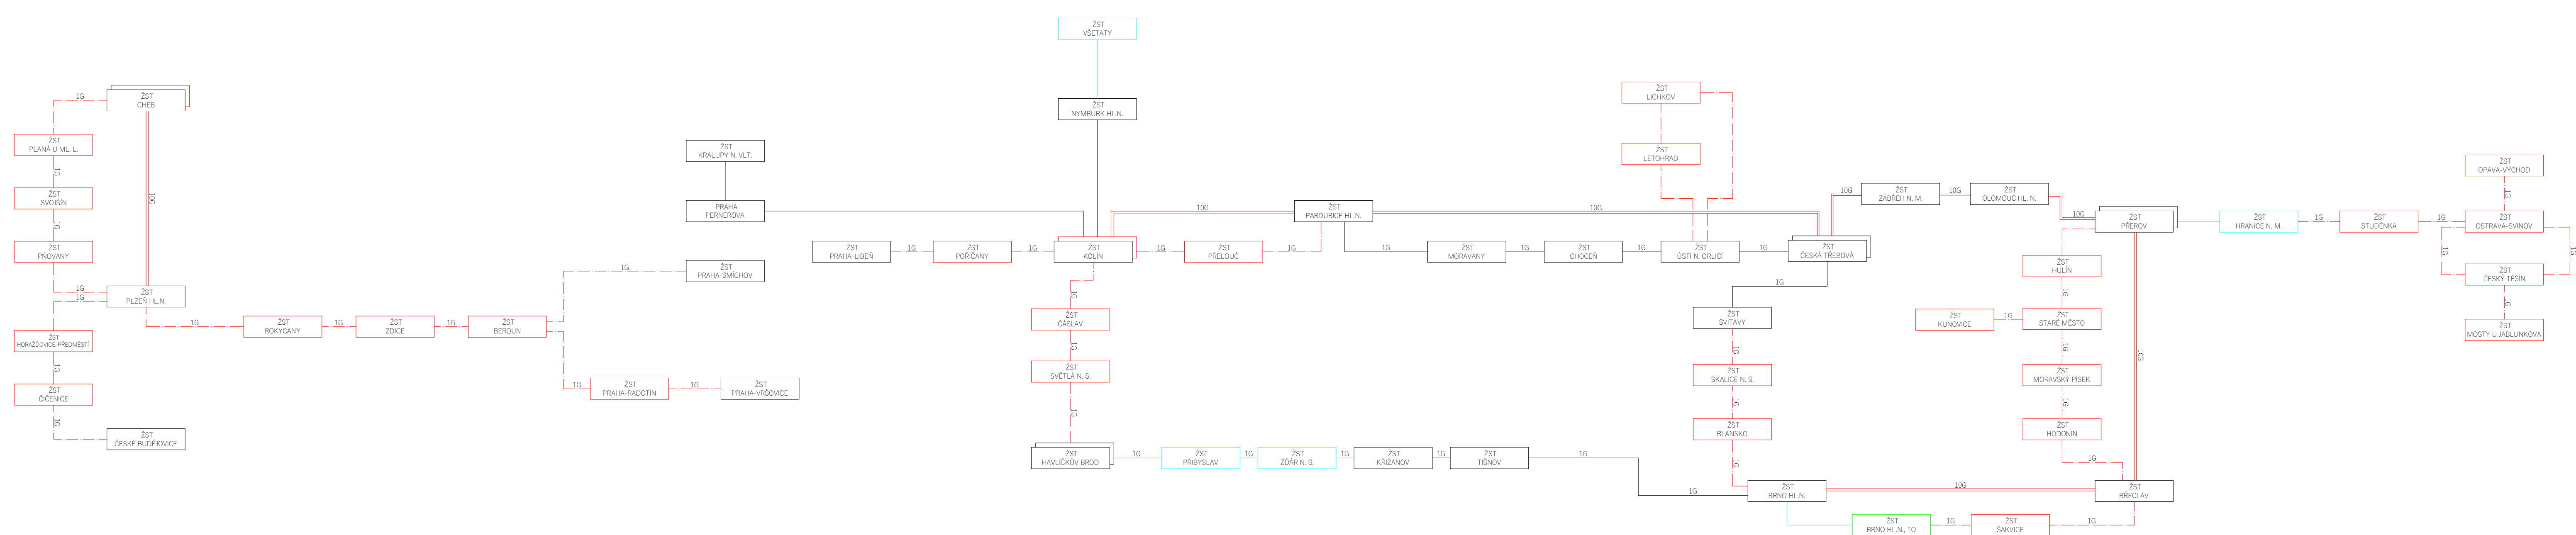 ŽST
VŠETATY
ŽST
NYMBURK HL.N.
ŽST
CHEB
1G
ŽST
PLANÁ U ML. L.
1G
ŽST
SVOJŠÍN
1G
ŽST
PŇOVANY
1G
10G
ŽST
PLZEŇ HL.N.
1G
ŽST
HORAŽĎOVICE-PŘEDMĚSTÍ
1G
ŽST
ČIČENICE
1G
ŽST
ČESKÉ BUDĚJOVICE
1G
ŽST
ROKYCANY
1G
ŽST
ZDICE
1G
ŽST
BEROUN
1G
ŽST
PRAHA-SMÍCHOV
1G
ŽST
PRAHA-RADOTÍN
1G
ŽST
PRAHA-VRŠOVICE
ŽST
KRALUPY N. VLT.
PRAHA
PERNEROVA
ŽST
PRAHA-LIBEŇ
1G
ŽST
POŘÍČANY
1G
ŽST
KOLÍN
1G
ŽST
PŘELOUČ
1G
10G
ŽST
PARDUBICE HL.N.
10G
1G
ŽST
MORAVANY
1G
ŽST
CHOCEŇ
1G
ŽST
ÚSTÍ N. ORLICÍ
1G
ŽST
ČESKÁ TŘEBOVÁ
ŽST
LICHKOV
ŽST
LETOHRAD
1G
ŽST
ČÁSLAV
1G
ŽST
SVĚTLÁ N. S.
1G
ŽST
HAVLÍČKŮV BROD
1G
ŽST
PŘIBYSLAV
1G
ŽST
ŽĎÁR N. S.
1G
ŽST
KŘIŽANOV
1G
ŽST
TIŠNOV
1G
1G
1G
ŽST
SVITAVY
1G
ŽST
SKALICE N. S.
1G
ŽST
BLANSKO
1G
ŽST
BRNO HL.N.
10G
ŽST
BRNO HL.N., TO
1G
ŽST
ŠAKVICE
1G
10G
ŽST
ZÁBŘEH N. M.
10G
ŽST
OLOMOUC HL. N.
10G
ŽST
PŘEROV
ŽST
HULÍN
1G
ŽST
STARÉ MĚSTO
1G
ŽST
KUNOVICE
1G
ŽST
MORAVSKÝ PÍSEK
1G
ŽST
HODONÍN
1G
10G
ŽST
BŘECLAV
ŽST
HRANICE N. M.
1G
ŽST
STUDÉNKA
1G
ŽST
OPAVA-VÝCHOD
1G
ŽST
OSTRAVA-SVINOV
1G
1G
ŽST
ČESKÝ TĚŠÍN
1G
ŽST
MOSTY U JABLUNKOVA